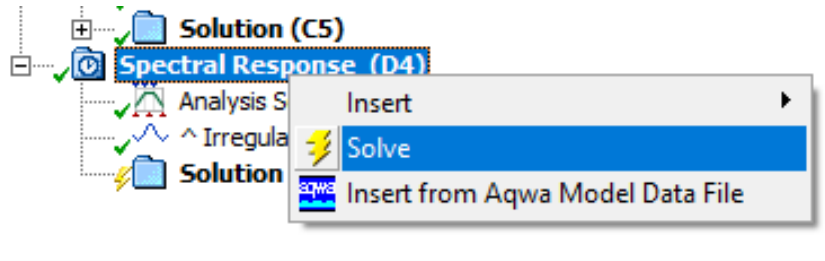 Solution (C5)
Spectral Response (D4)
Analysis S
Insert
^ Irregula
Solve
Solution
aqwa Insert from Aqwa Model Data File